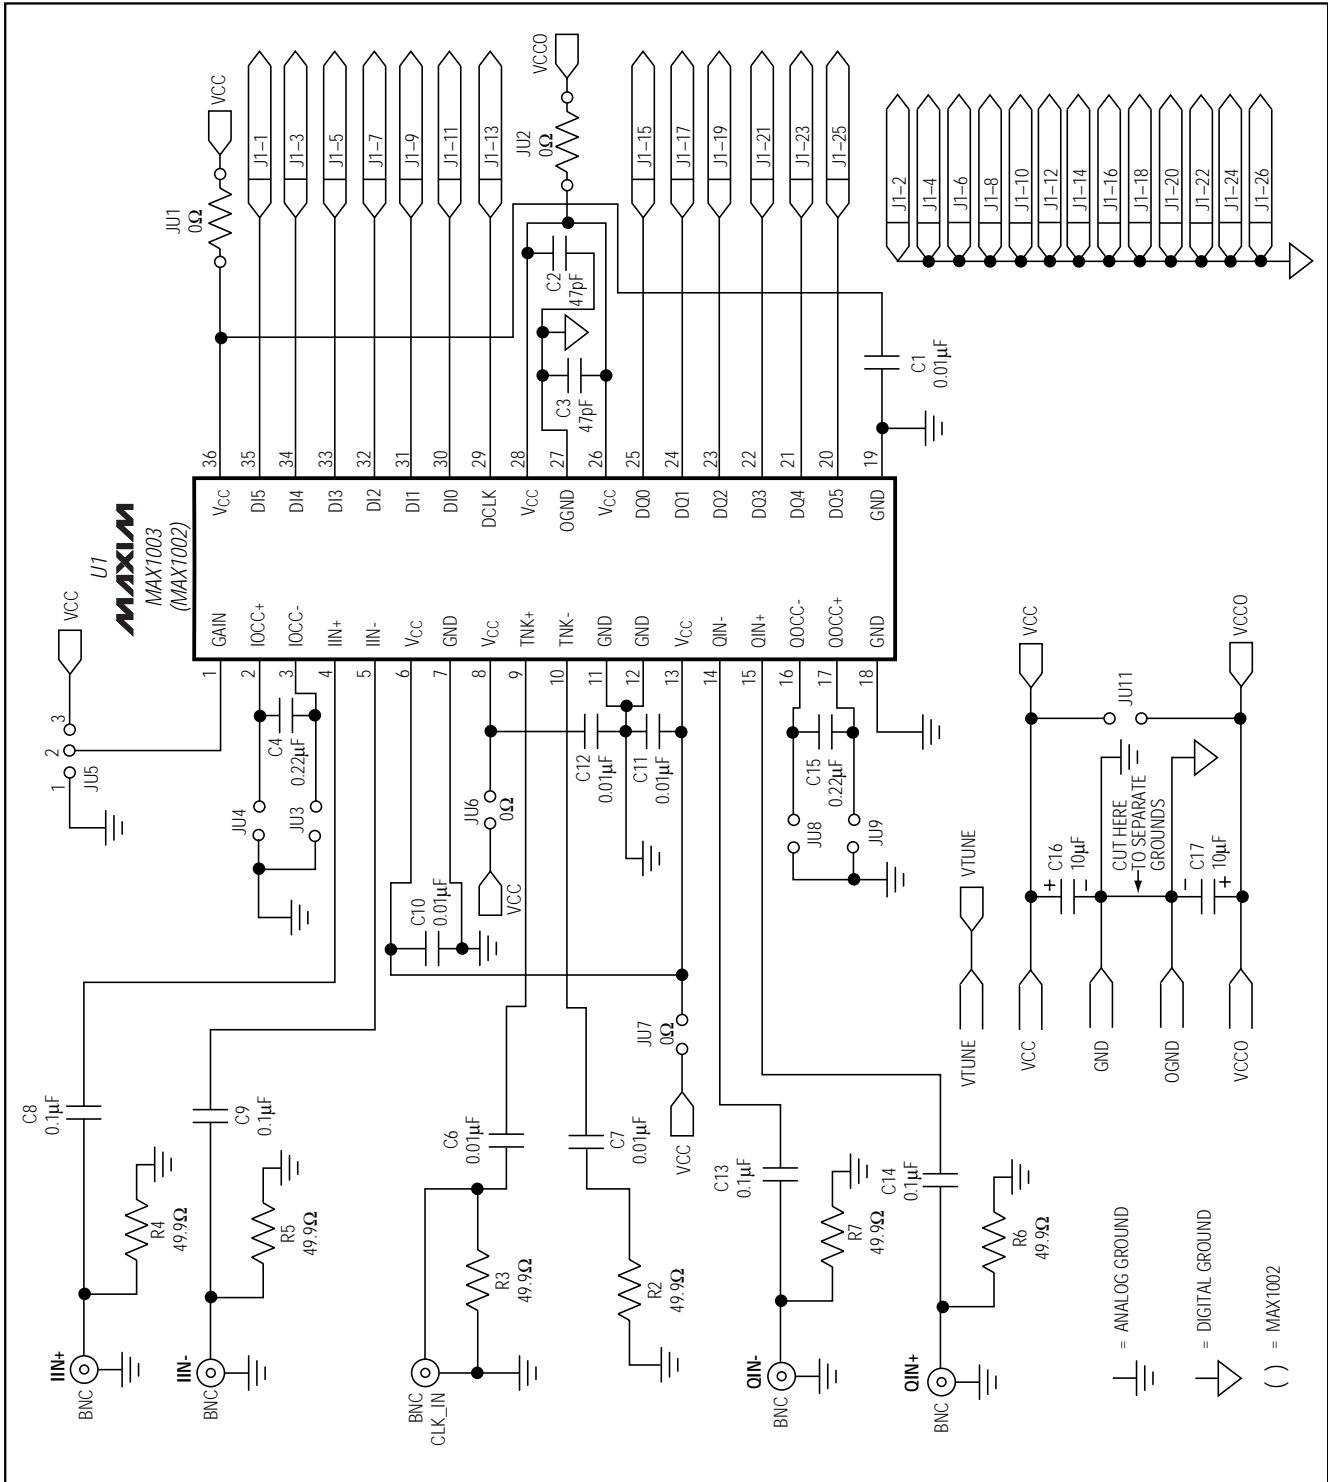 U1
MAXIM
MAX1003
(MAX1002)
VCC
3
2
1
JU5
1
GAIN
2
IOCC+
3
IOCC-
4
IIN+
5
IIN-
6
VCC
7
GND
8
VCC
9
TNK+
10
TNK-
11
GND
12
GND
13
VCC
14
QIN-
15
QIN+
16
QOCC-
17
QOCC+
18
GND
36
VCC
35
DI5
34
DI4
33
DI3
32
DI2
31
DI1
30
DI0
29
DCLK
28
VCC
27
OGND
26
VCC
25
DQ0
24
DQ1
23
DQ2
22
DQ3
21
DQ4
20
DQ5
19
GND
VCC
JU1
0Ω
J1–1
J1–3
J1–5
J1–7
J1–9
J1–11
J1–13
VCCO
JU2
0Ω
C2
47pF
C3
47pF
J1–15
J1–17
J1–19
J1–21
J1–23
J1–25
C1
0.01µF
J1–2
J1–4
J1–6
J1–8
J1–10
J1–12
J1–14
J1–16
J1–18
J1–20
J1–22
J1–24
J1–26
C4
0.22µF
JU4
JU3
JU6
0Ω
VCC
C10
0.01µF
C12
0.01µF
C11
0.01µF
C15
0.22µF
JU8
JU9
JU7
0Ω
VCC
C8
0.1µF
R4
49.9Ω
IIN+
BNC
C9
0.1µF
R5
49.9Ω
IIN-
BNC
C6
0.01µF
R3
49.9Ω
BNC
CLK_IN
C7
0.01µF
R2
49.9Ω
C13
0.1µF
R7
49.9Ω
QIN-
BNC
C14
0.1µF
R6
49.9Ω
QIN+
BNC
VTUNE
VTUNE
VCC
VCC
JU11
VCCO
VCCO
GND
OGND
C16
10µF
+
-
CUT HERE
TO SEPARATE
GROUNDS
C17
10µF
-
+
= ANALOG GROUND
= DIGITAL GROUND
( ) = MAX1002